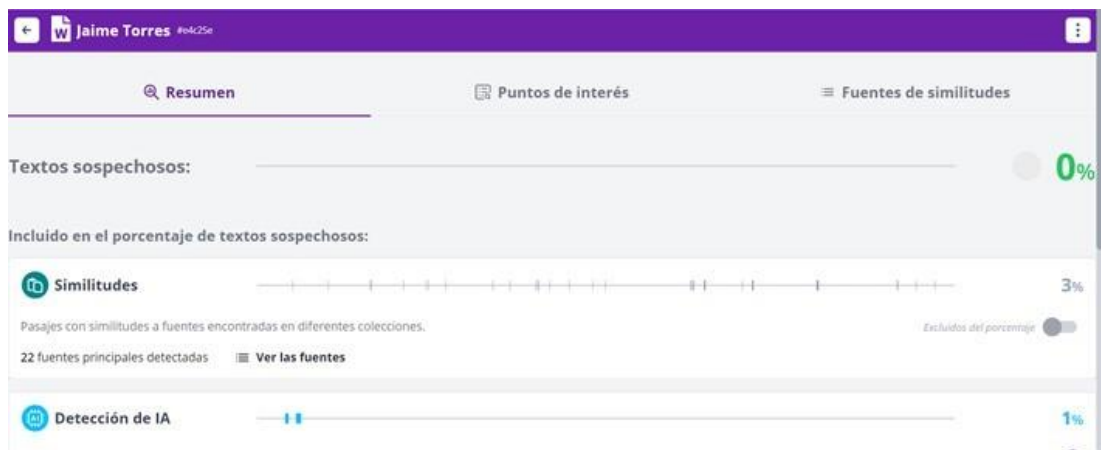 Jaime Torres #e4c25e
Resumen
Puntos de interés
Fuentes de similitudes
Textos sospechosos:
0%
Incluido en el porcentaje de textos sospechosos:
Similitudes
3%
Pasajes con similitudes a fuentes encontradas en diferentes colecciones.
Excluidos del porcentaje
22 fuentes principales detectadas
Ver las fuentes
Detección de IA
1%